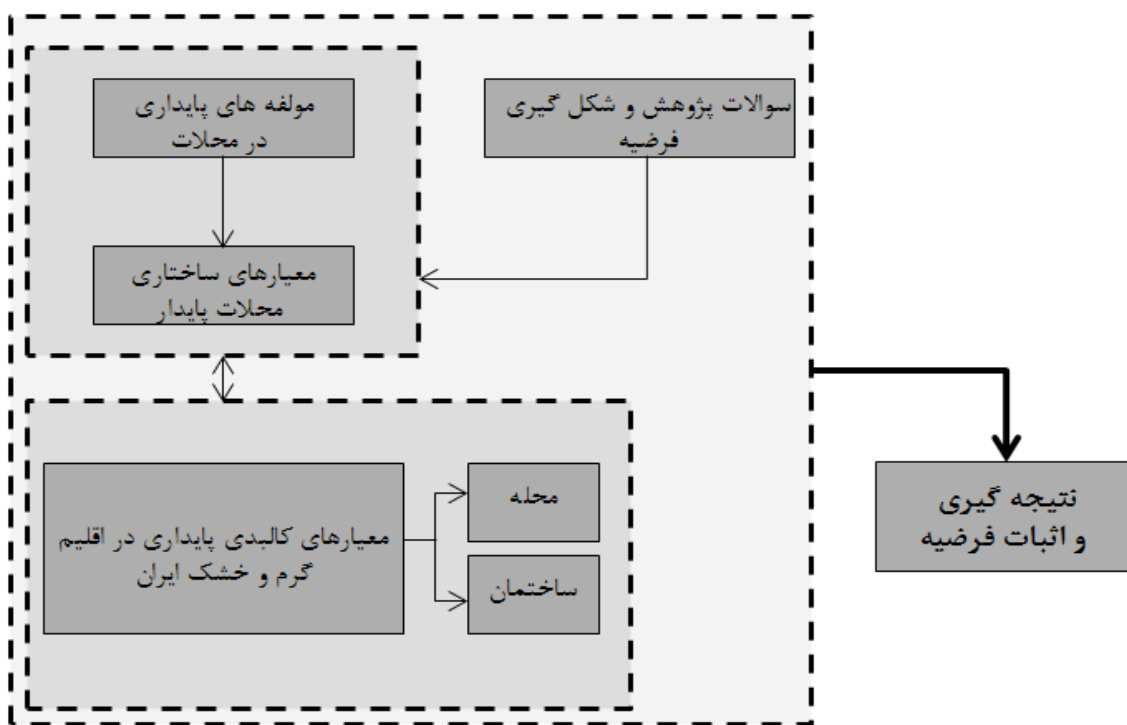 سوالات پژوهش و شکل گیری
فرضیه
مولفه های پایداری
در محلات
معیارهای ساختاری
محلات پایدار
معیارهای کالبدی پایداری در اقلیم
گرم و خشک ایران
محله
ساختمان
نتیجه گیری
و اثبات فرضیه